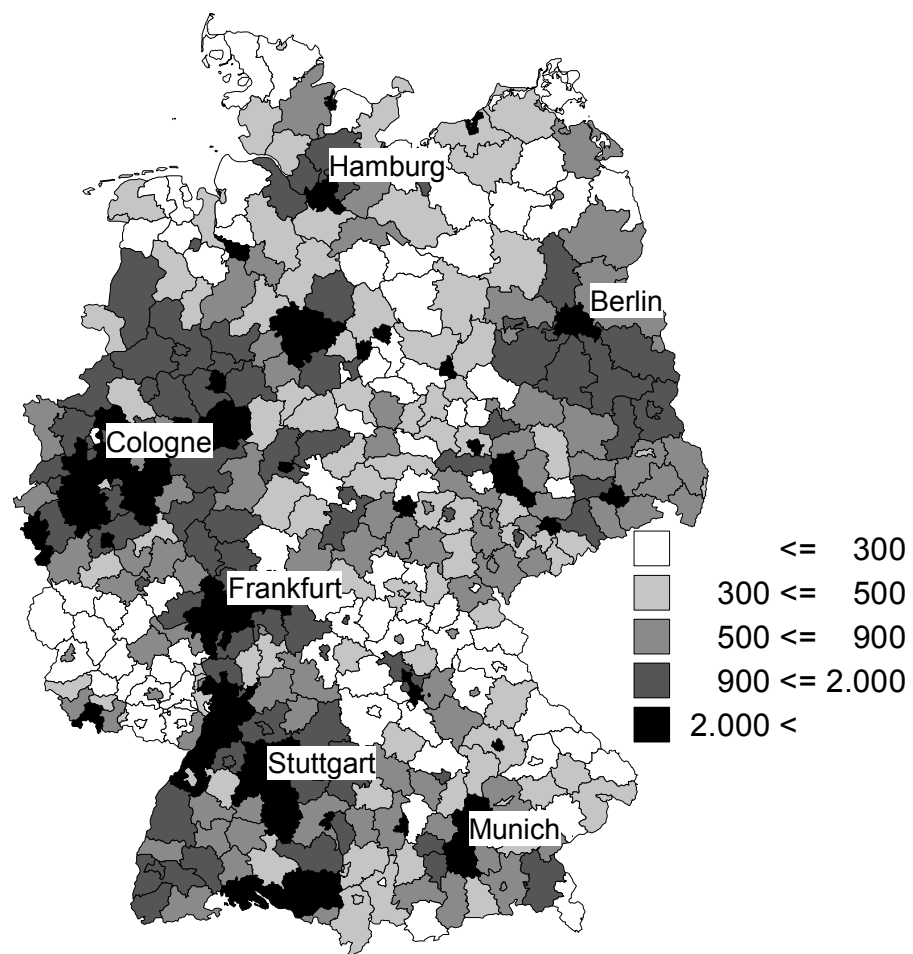 Hamburg
Berlin
Cologne
Frankfurt
Stuttgart
Munich
<= 300
300 <= 500
500 <= 900
900 <= 2.000
2.000 <